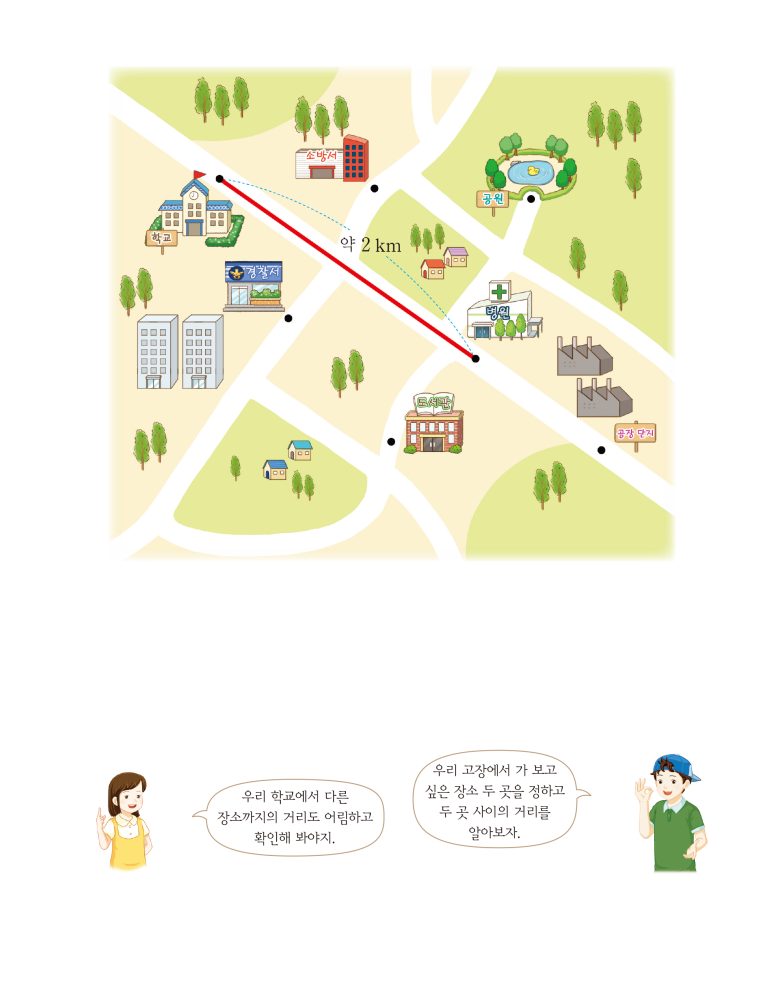 소방서
공원
학교
약 2 km
경찰서
병원
도서관
공장 단지
우리 학교에서 다른
장소까지의 거리도 어림하고
확인해 봐야지.
우리 고장에서 가 보고
싶은 장소 두 곳을 정하고
두 곳 사이의 거리를
알아보자.